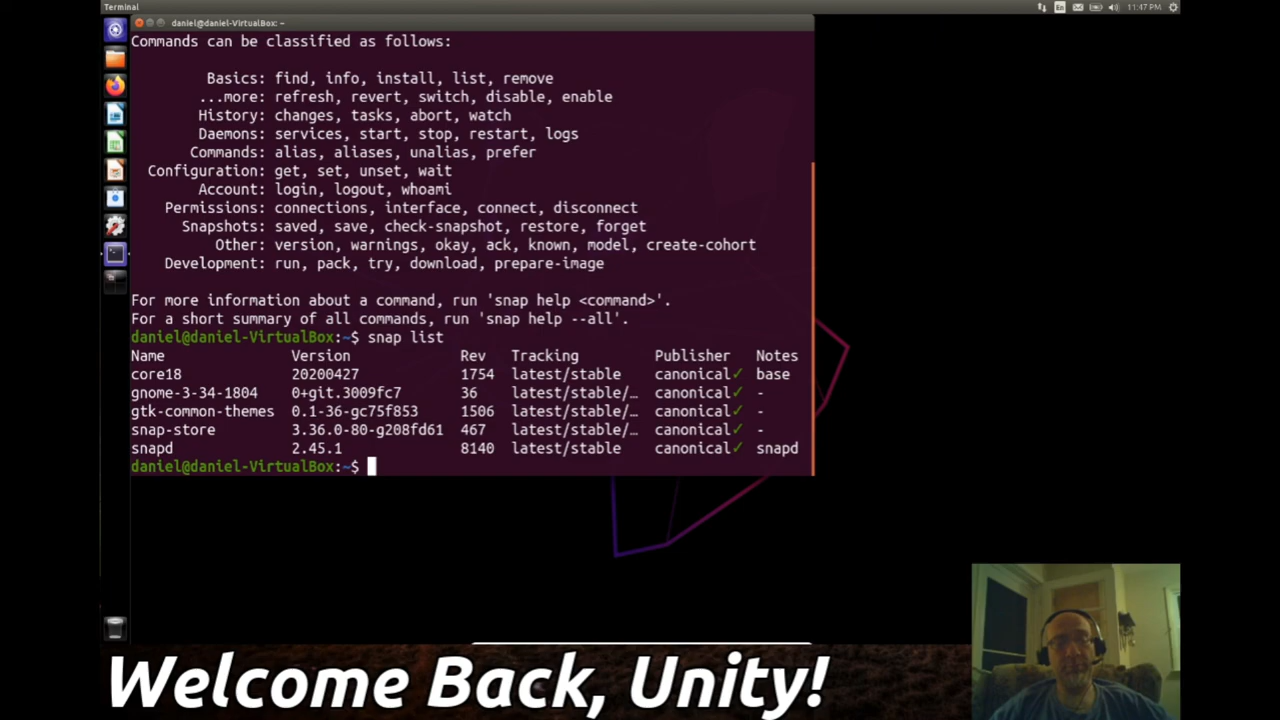 Terminal
En
11:47 PM
daniel@daniel-VirtualBox: ~
Commands can be classified as follows:
Basics: find, info, install, list, remove
...more: refresh, revert, switch, disable, enable
History: changes, tasks, abort, watch
Daemons: services, start, stop, restart, logs
Commands: alias, aliases, unalias, prefer
Configuration: get, set, unset, wait
Account: login, logout, whoami
Permissions: connections, interface, connect, disconnect
Snapshots: saved, save, check-snapshot, restore, forget
Other: version, warnings, okay, ack, known, model, create-cohort
Development: run, pack, try, download, prepare-image
For more information about a command, run 'snap help <command>'.
For a short summary of all commands, run 'snap help --all'.
daniel@daniel-VirtualBox:~$ snap list
Name Version Rev Tracking Publisher Notes
core18 20200427 1754 latest/stable canonical✓ base
gnome-3-34-1804 0+git.3009fc7 36 latest/stable/… canonical✓ -
gtk-common-themes 0.1-36-gc75f853 1506 latest/stable/… canonical✓ -
snap-store 3.36.0-80-g208fd61 467 latest/stable/… canonical✓ -
snapd 2.45.1 8140 latest/stable canonical✓ snapd
daniel@daniel-VirtualBox:~$
Welcome Back, Unity!